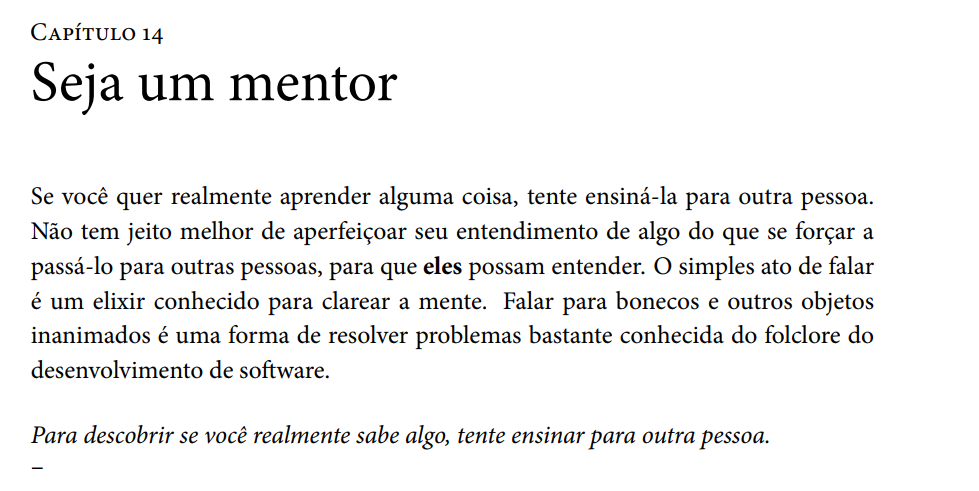 Capítulo 14
Seja um mentor
Se você quer realmente aprender alguma coisa, tente ensiná-la para outra pessoa.
Não tem jeito melhor de aperfeiçoar seu entendimento de algo do que se forçar a
passá-lo para outras pessoas, para que eles possam entender. O simples ato de falar
é um elixir conhecido para clarear a mente. Falar para bonecos e outros objetos
inanimados é uma forma de resolver problemas bastante conhecida do folclore do
desenvolvimento de software.
Para descobrir se você realmente sabe algo, tente ensinar para outra pessoa.
–